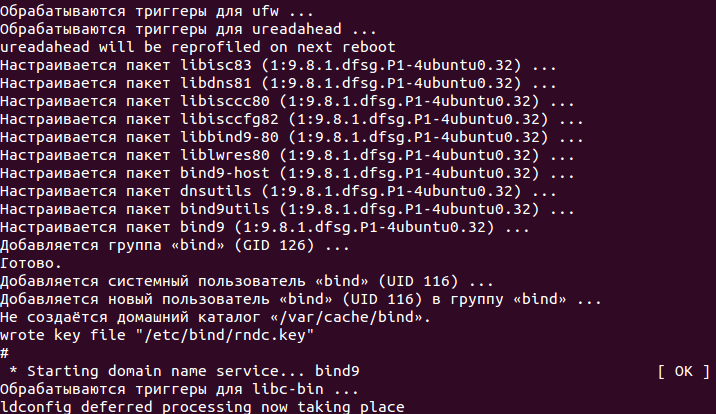 Обрабатываются триггеры для ufw ...
Обрабатываются триггеры для ureadahead ...
ureadahead will be reprofiled on next reboot
Настраивается пакет libisc83 (1:9.8.1.dfsg.P1-4ubuntu0.32) ...
Настраивается пакет libdns81 (1:9.8.1.dfsg.P1-4ubuntu0.32) ...
Настраивается пакет libisccc80 (1:9.8.1.dfsg.P1-4ubuntu0.32) ...
Настраивается пакет libisccfg82 (1:9.8.1.dfsg.P1-4ubuntu0.32) ...
Настраивается пакет libbind9-80 (1:9.8.1.dfsg.P1-4ubuntu0.32) ...
Настраивается пакет liblwres80 (1:9.8.1.dfsg.P1-4ubuntu0.32) ...
Настраивается пакет bind9-host (1:9.8.1.dfsg.P1-4ubuntu0.32) ...
Настраивается пакет dnsutils (1:9.8.1.dfsg.P1-4ubuntu0.32) ...
Настраивается пакет bind9utils (1:9.8.1.dfsg.P1-4ubuntu0.32) ...
Настраивается пакет bind9 (1:9.8.1.dfsg.P1-4ubuntu0.32) ...
Добавляется группа «bind» (GID 126) ...
Готово.
Добавляется системный пользователь «bind» (UID 116) ...
Добавляется новый пользователь «bind» (UID 116) в группу «bind» ...
Не создаётся домашний каталог «/var/cache/bind».
wrote key file "/etc/bind/rndc.key"
#
 * Starting domain name service... bind9 [ OK ]
Обрабатываются триггеры для libc-bin ...
ldconfig deferred processing now taking place